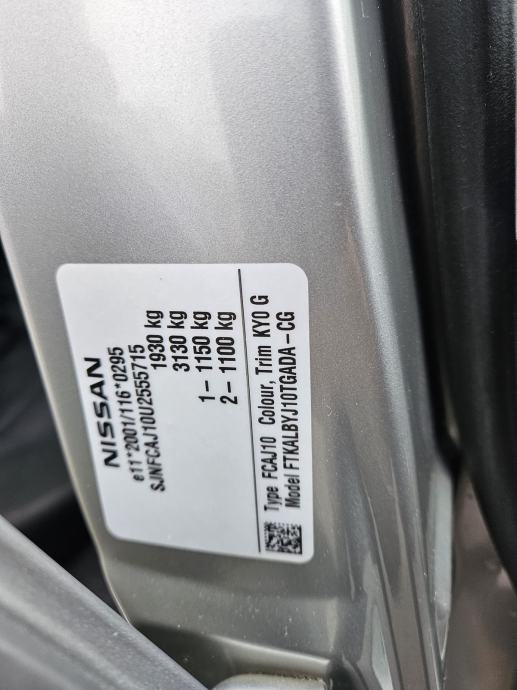 NISSAN
e11*2001/116*0295
SJNFCAJ10U2555715
1930 kg
3130 kg
1 – 1150 kg
2 – 1100 kg
Type FCAJ10 Colour, Trim KY0 G
Model FTKALBYJ10TGADA-CG